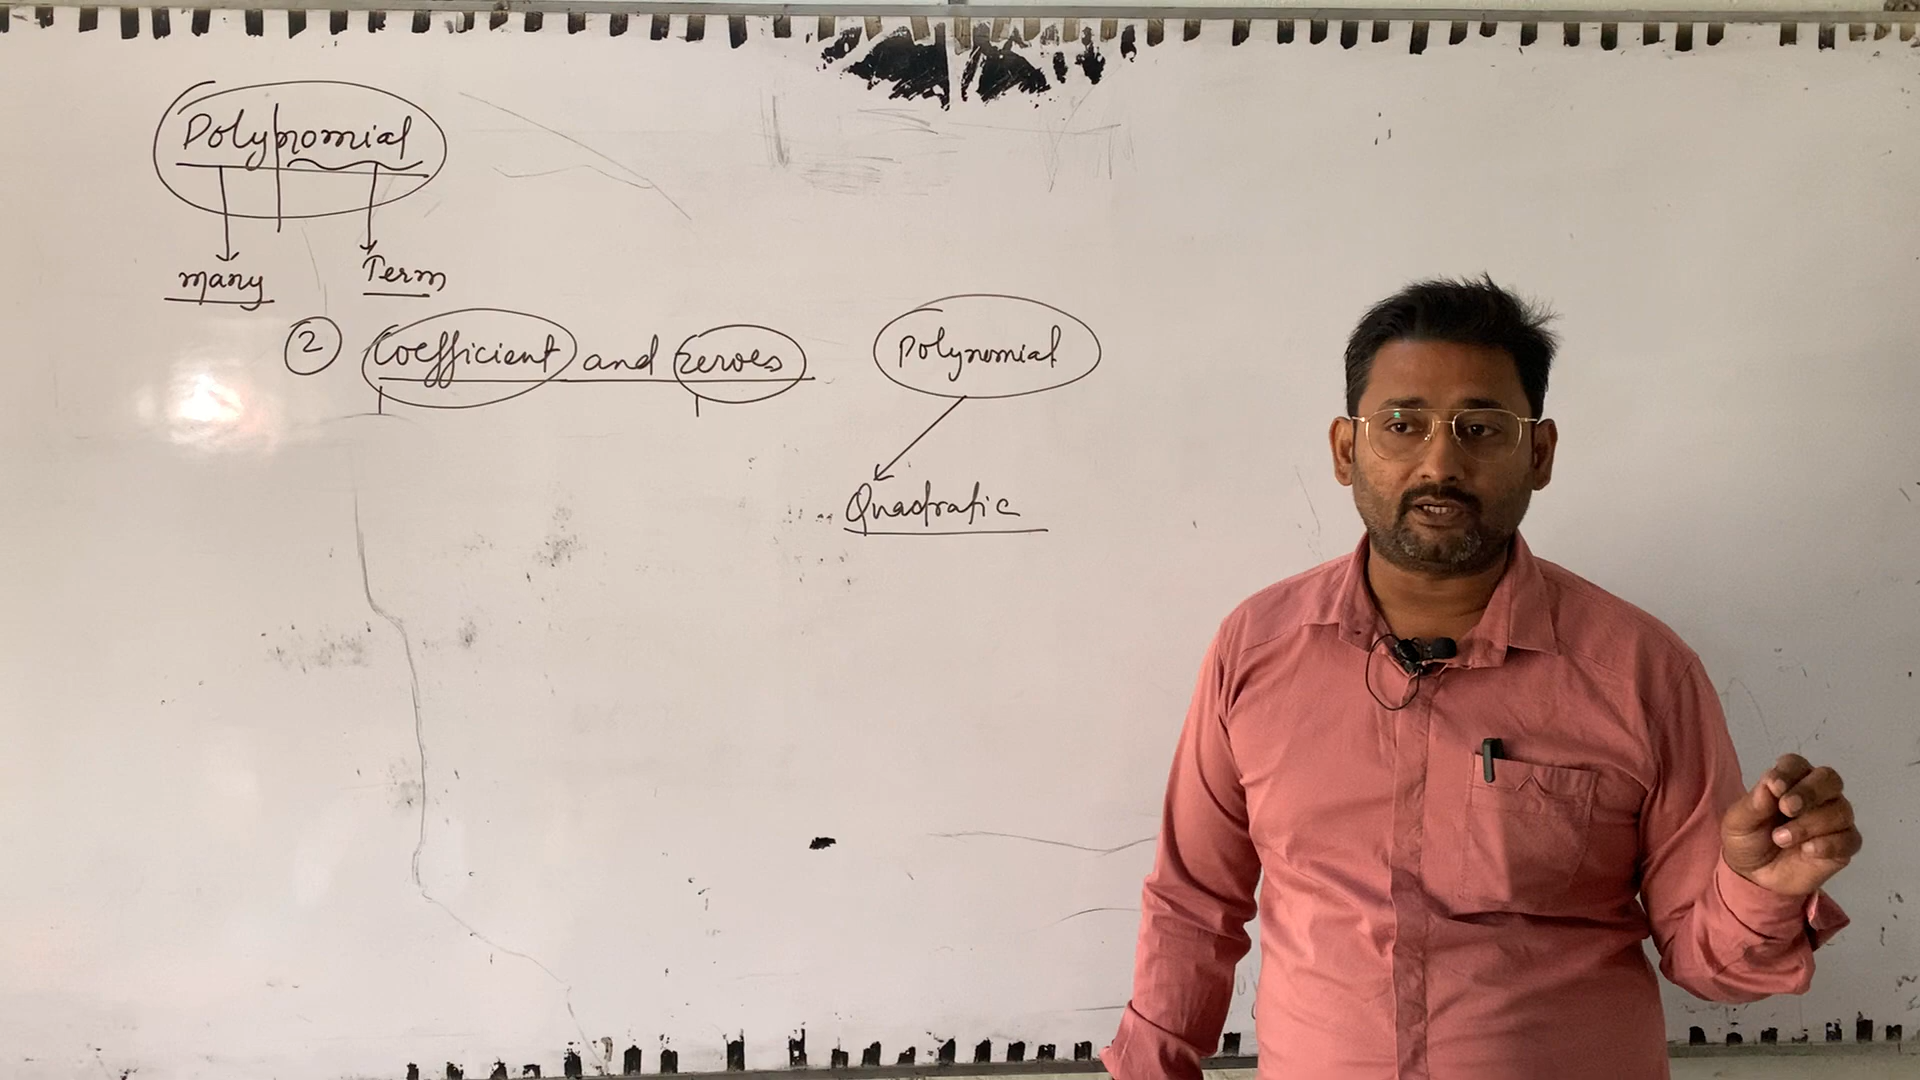 Polynomial
many Term
② Coefficient and zeroes Polynomial
Quadratic